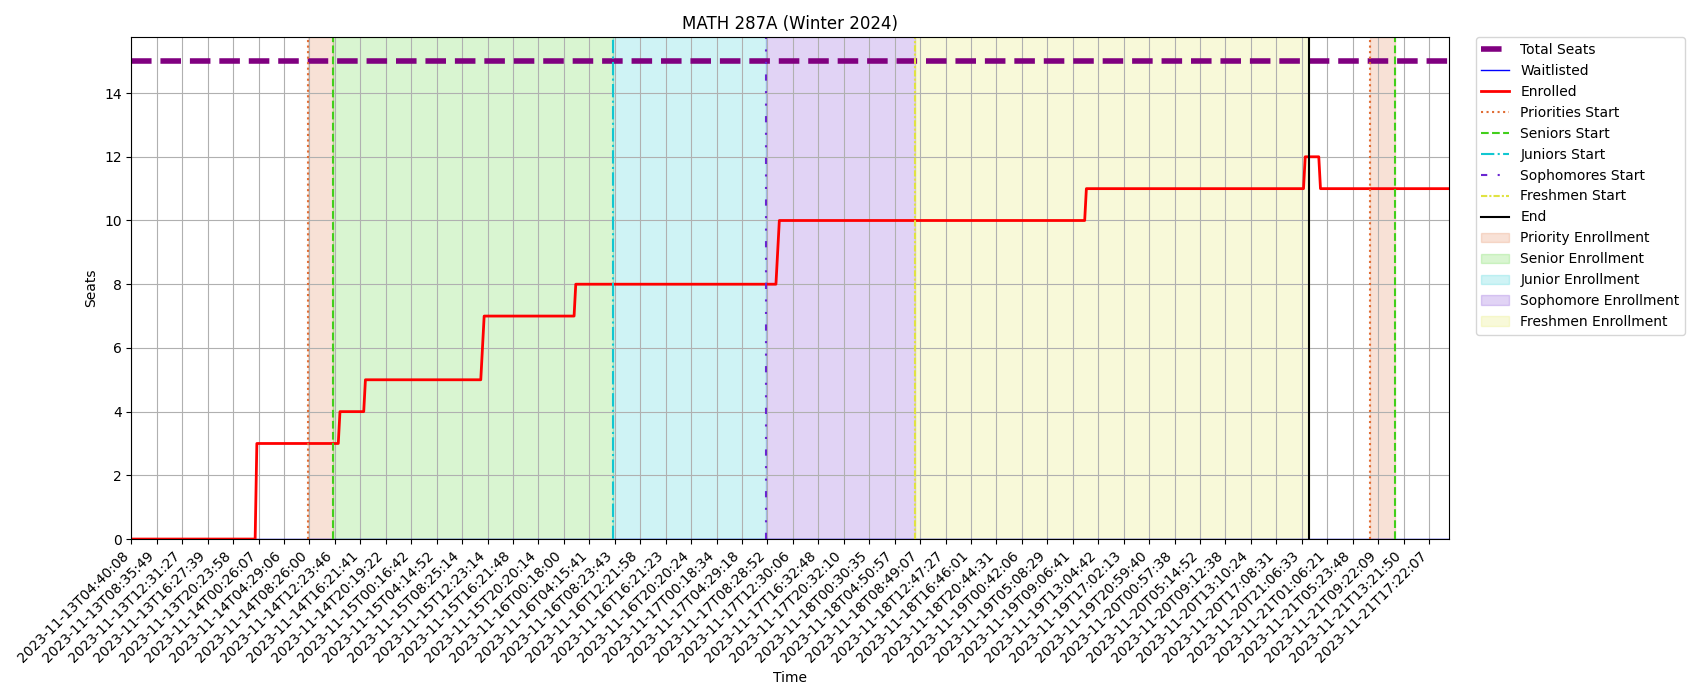 MATH 287A (Winter 2024)
Seats
14
12
10
8
6
4
2
0
2023-11-13T04:40:08
2023-11-13T08:35:49
2023-11-13T12:31:27
2023-11-13T16:27:39
2023-11-13T20:23:58
2023-11-14T00:26:07
2023-11-14T04:29:06
2023-11-14T08:26:00
2023-11-14T12:23:46
2023-11-14T16:21:41
2023-11-14T20:19:22
2023-11-15T00:16:42
2023-11-15T04:14:52
2023-11-15T08:25:14
2023-11-15T12:23:14
2023-11-15T16:21:48
2023-11-15T20:20:14
2023-11-16T00:18:00
2023-11-16T04:15:41
2023-11-16T08:23:43
2023-11-16T12:21:58
2023-11-16T16:21:23
2023-11-16T20:20:24
2023-11-17T00:18:34
2023-11-17T04:29:18
2023-11-17T08:28:52
2023-11-17T12:30:06
2023-11-17T16:32:48
2023-11-17T20:32:10
2023-11-18T00:30:35
2023-11-18T04:50:57
2023-11-18T08:49:07
2023-11-18T12:47:27
2023-11-18T16:46:01
2023-11-18T20:44:31
2023-11-19T00:42:06
2023-11-19T05:08:29
2023-11-19T09:06:41
2023-11-19T13:04:42
2023-11-19T17:02:13
2023-11-19T20:59:40
2023-11-20T00:57:38
2023-11-20T05:14:52
2023-11-20T09:12:38
2023-11-20T13:10:24
2023-11-20T17:08:31
2023-11-20T21:06:33
2023-11-21T01:06:21
2023-11-21T05:23:48
2023-11-21T09:22:09
2023-11-21T13:21:50
2023-11-21T17:22:07
Time
Total Seats
Waitlisted
Enrolled
Priorities Start
Seniors Start
Juniors Start
Sophomores Start
Freshmen Start
End
Priority Enrollment
Senior Enrollment
Junior Enrollment
Sophomore Enrollment
Freshmen Enrollment